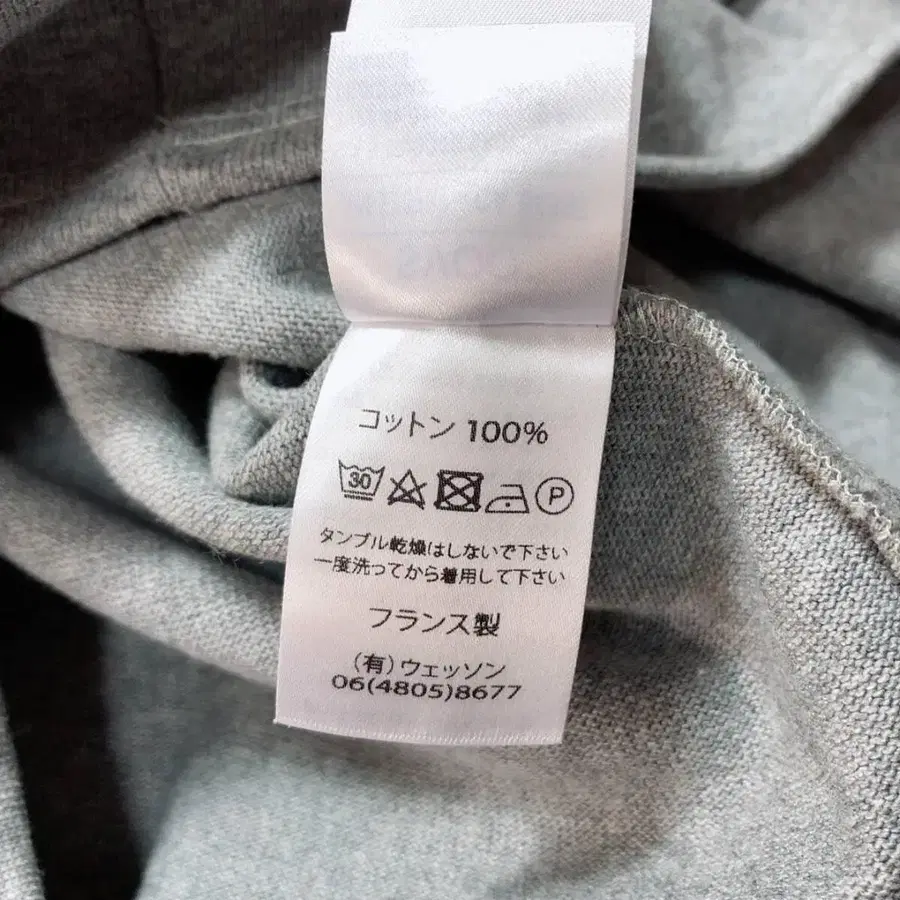 コットン 100%
30 P
タンブル乾燥はしないで下さい
一度洗ってから着用して下さい
フランス製
(有)ウェッソン
06(4805)8677